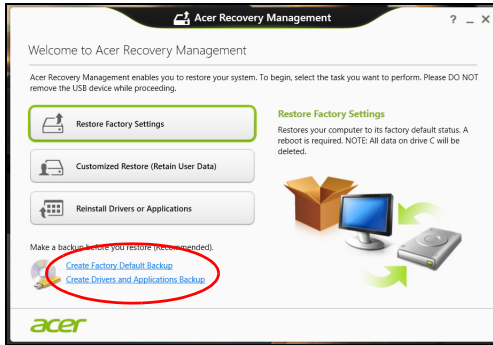 Acer Recovery Management
Welcome to Acer Recovery Management
Acer Recovery Management enables you to restore your system. To begin, select the task you want to perform. Please DO NOT
remove the USB device while proceeding.
Restore Factory Settings
Customized Restore (Retain User Data)
Reinstall Drivers or Applications
Restore Factory Settings
Restores your computer to its factory default status. A
reboot is required. NOTE: All data on drive C will be
deleted.
Make a backup before you restore (Recommended).
Create Factory Default Backup
Create Drivers and Applications Backup
acer